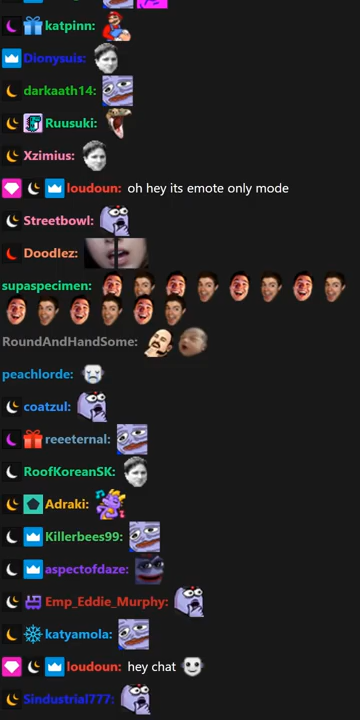 katpinn:
Dionysuis:
darkaath14:
Ruusuki:
Xzimius:
loudoun: oh hey its emote only mode
Streetbowl:
Doodlez:
supaspecimen:
RoundAndHandSome:
peachlorde:
coatzul:
reeeternal:
RoofKoreanSK:
Adraki:
Killerbees99:
aspectofdaze:
Emp_Eddie_Murphy:
katyamola:
loudoun: hey chat
Sindustrial777: